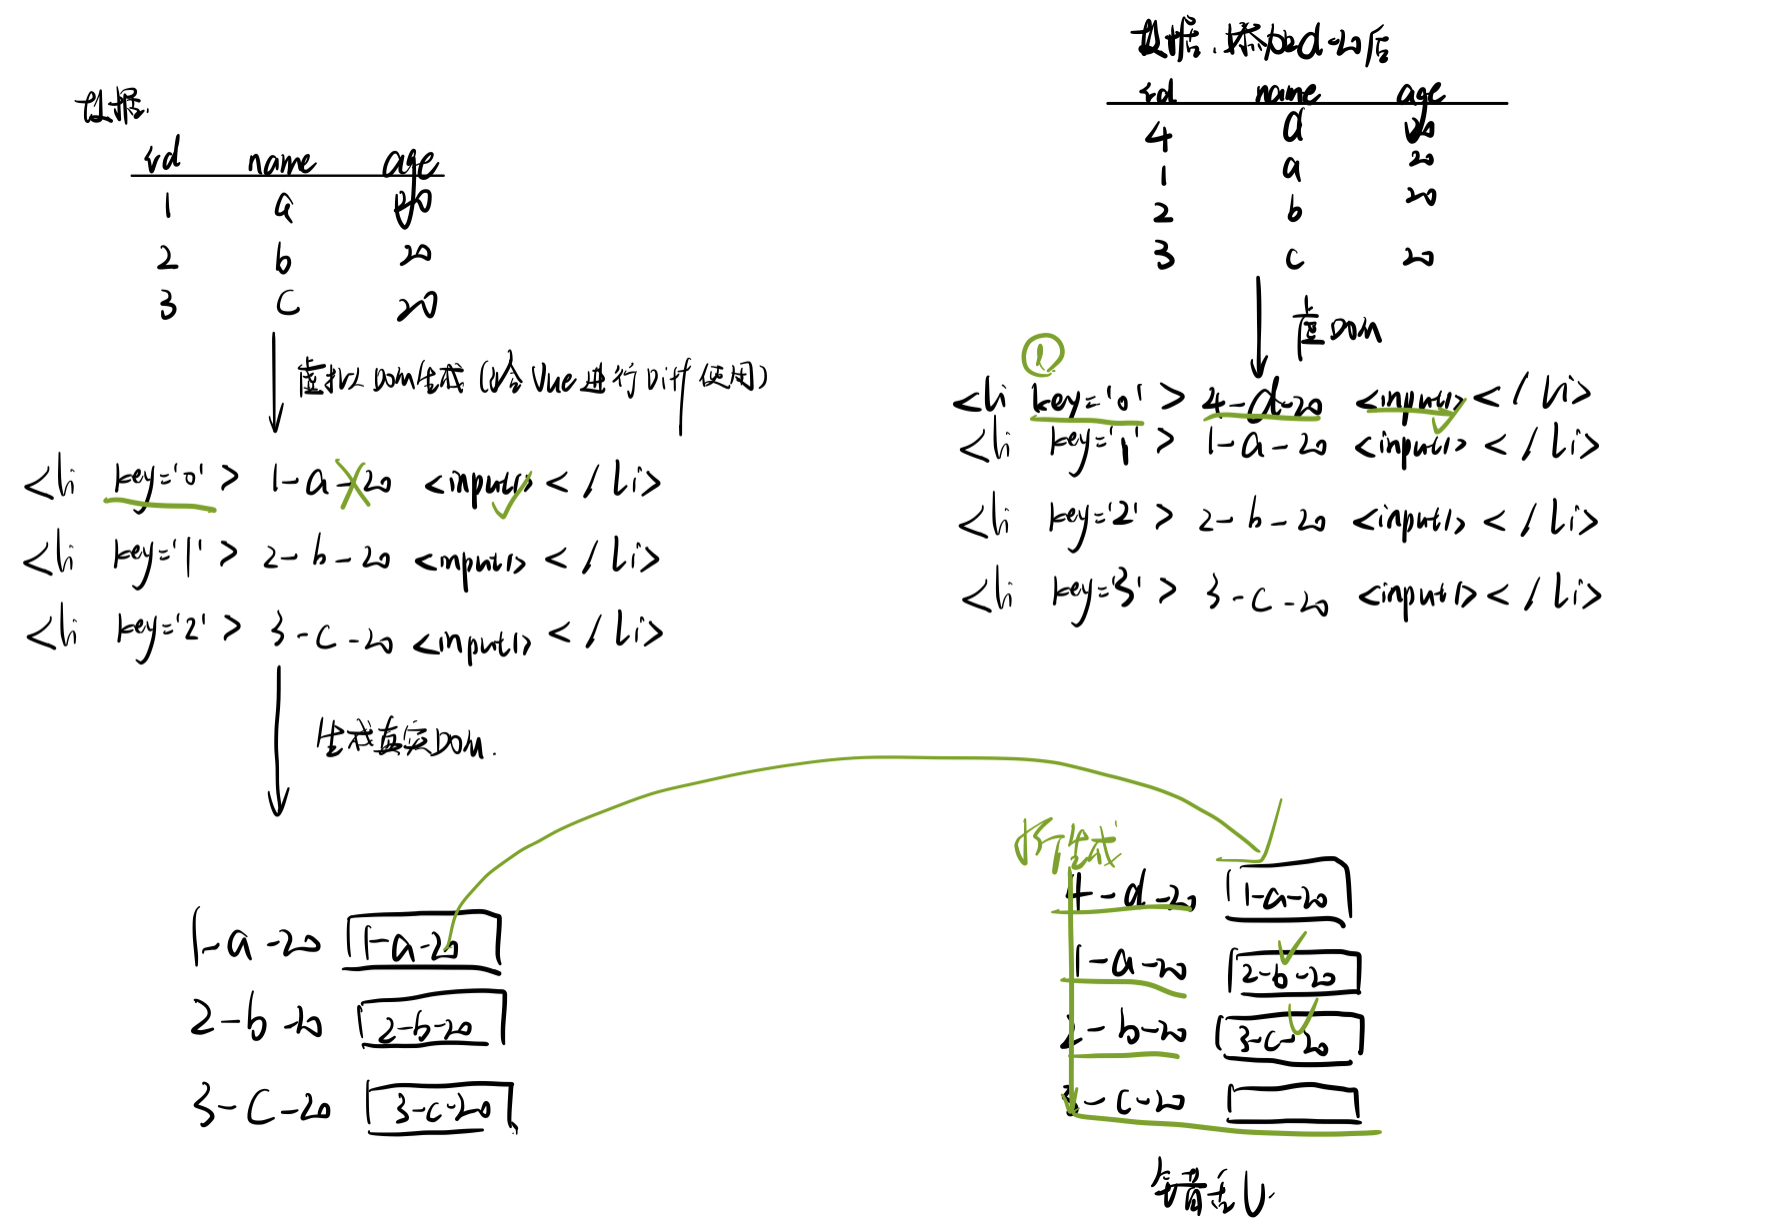 数据.
id name age
1 a 20
2 b 20
3 c 20
虚拟DOM生成(给Vue进行Diff使用)
<li key='0'> 1-a-20 <input/> </li>
<li key='1'> 2-b-20 <input/> </li>
<li key='2'> 3-c-20 <input/> </li>
生成真实DOM.
1-a-20 1-a-20
2-b-20 2-b-20
3-c-20 3-c-20
数据.添加d-20后
id name age
4 d 20
1 a 20
2 b 20
3 c 20
虚DOM
①
<li key='0'> 4-d-20 <input/> </li>
<li key='1'> 1-a-20 <input/> </li>
<li key='2'> 2-b-20 <input/> </li>
<li key='3'> 3-c-20 <input/> </li>
新生成
4-d-20 1-a-20
1-a-20 2-b-20
2-b-20 3-c-20
3-c-20
错乱.